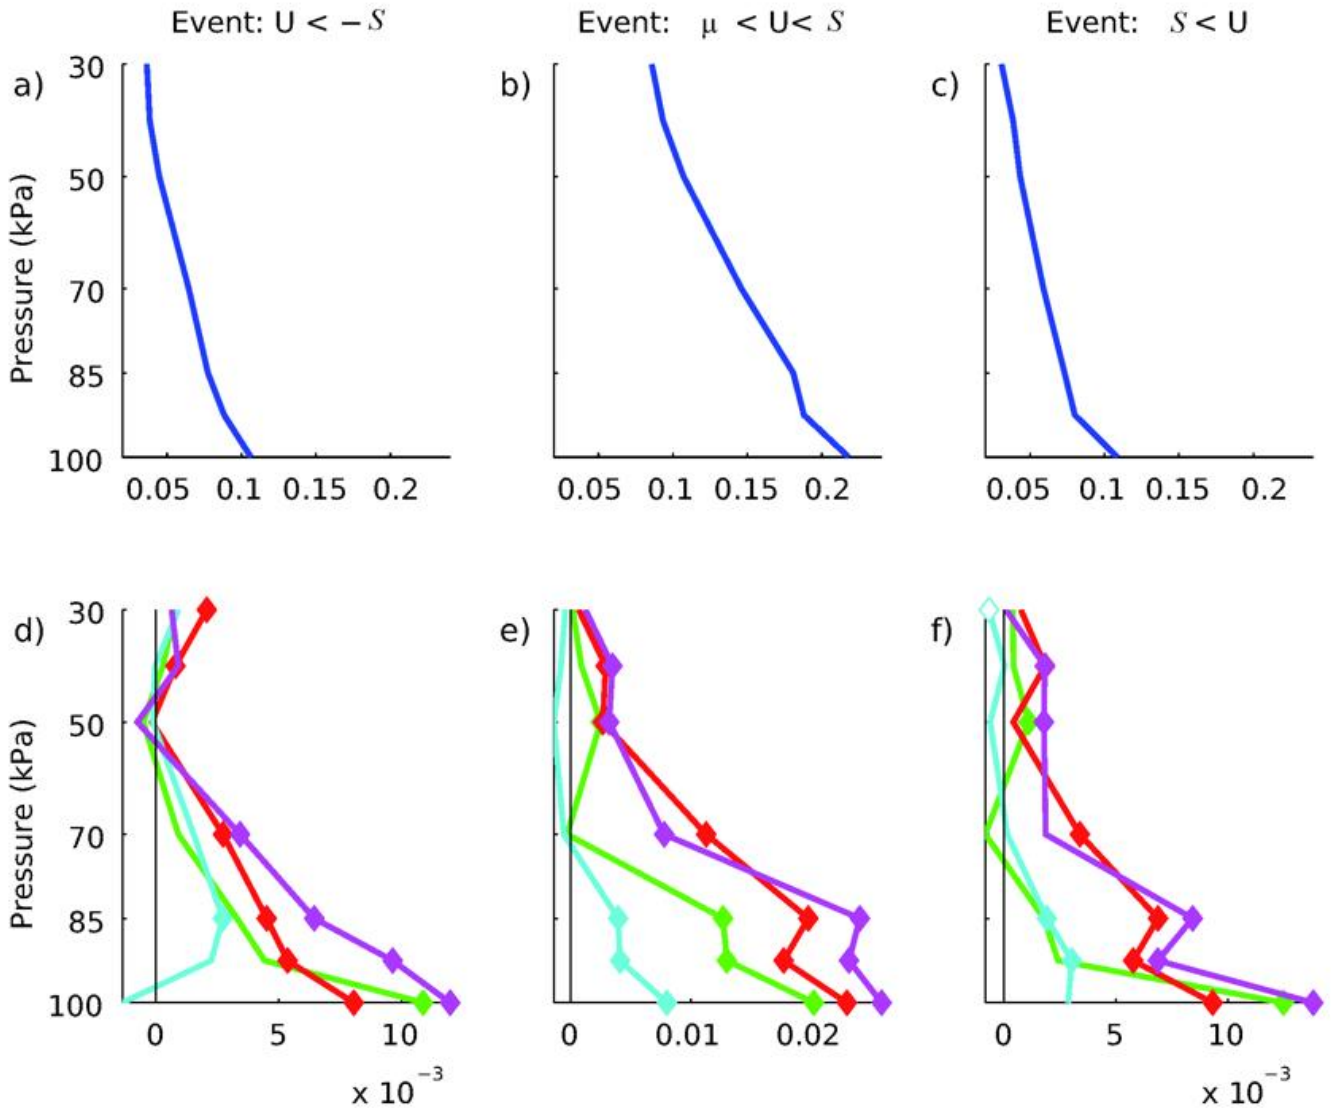 Event: U < − S
Event: μ < U < S
Event: S < U
a)
b)
c)
Pressure (kPa)
30
50
70
85
100
0.05 0.1 0.15 0.2
0.05 0.1 0.15 0.2
0.05 0.1 0.15 0.2
d)
e)
f)
Pressure (kPa)
30
50
70
85
100
0 5 10
x 10⁻³
0 0.01 0.02
0 5 10
x 10⁻³